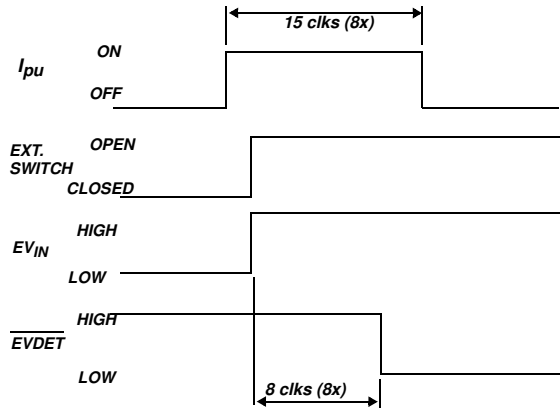 15 clks (8x)
I_pu ON
OFF
EXT. SWITCH OPEN
CLOSED
EV_IN HIGH
LOW
EVDET HIGH
LOW
8 clks (8x)